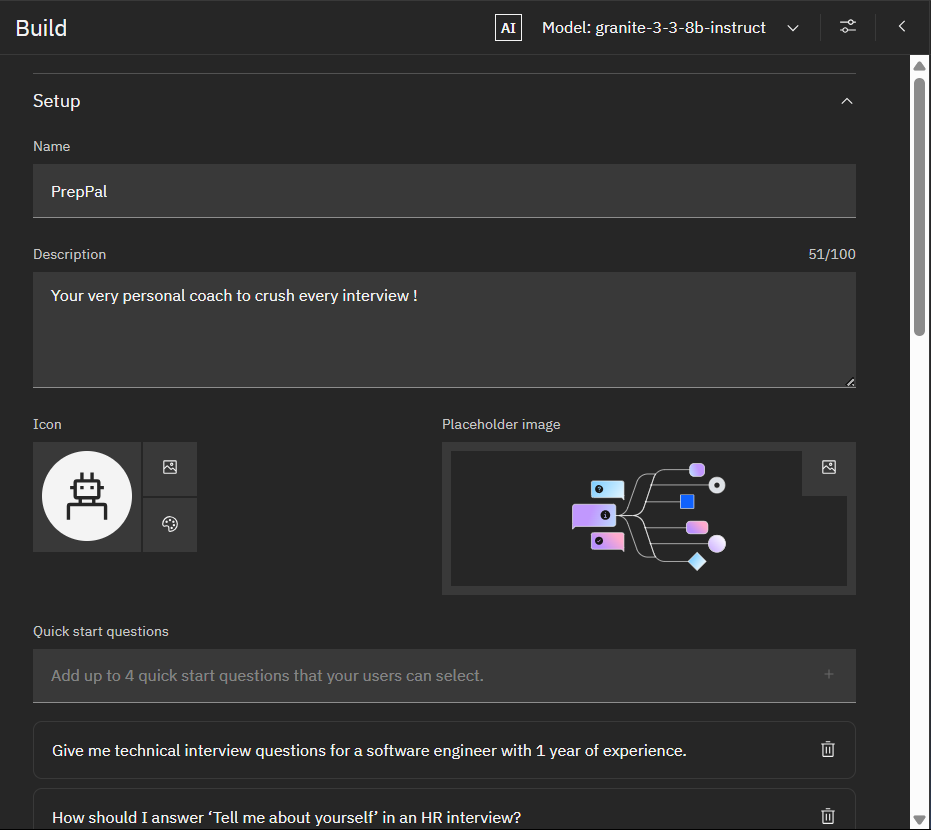 Build
AI
Model: granite-3-3-8b-instruct
Setup
Name
PrepPal
Description
51/100
Your very personal coach to crush every interview !
Icon
Placeholder image
Quick start questions
Add up to 4 quick start questions that your users can select.
Give me technical interview questions for a software engineer with 1 year of experience.
How should I answer ‘Tell me about yourself’ in an HR interview?